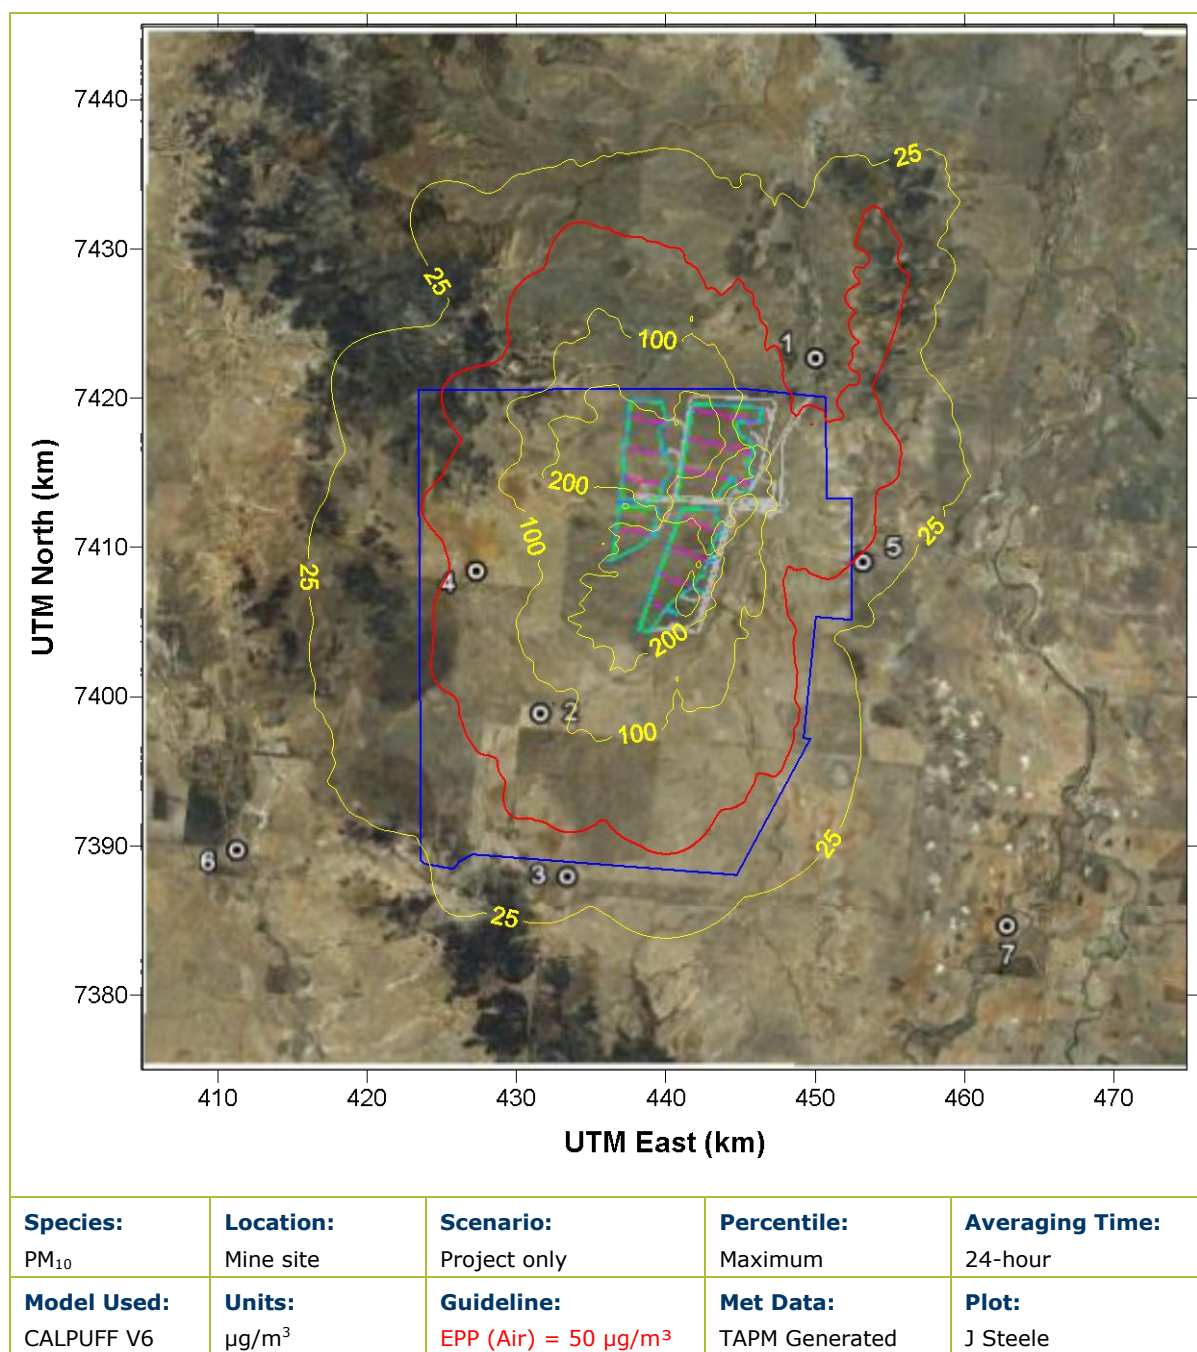 7440
7430
7420
7410
7400
7390
7380
UTM North (km)
25
25
100
1
200
100
25
5
25
4
200
2
100
25
6
3
25
7
410
420
430
440
450
460
470
UTM East (km)
Species:
PM₁₀
Location:
Mine site
Scenario:
Project only
Percentile:
Maximum
Averaging Time:
24-hour
Model Used:
CALPUFF V6
Units:
µg/m³
Guideline:
EPP (Air) = 50 µg/m³
Met Data:
TAPM Generated
Plot:
J Steele